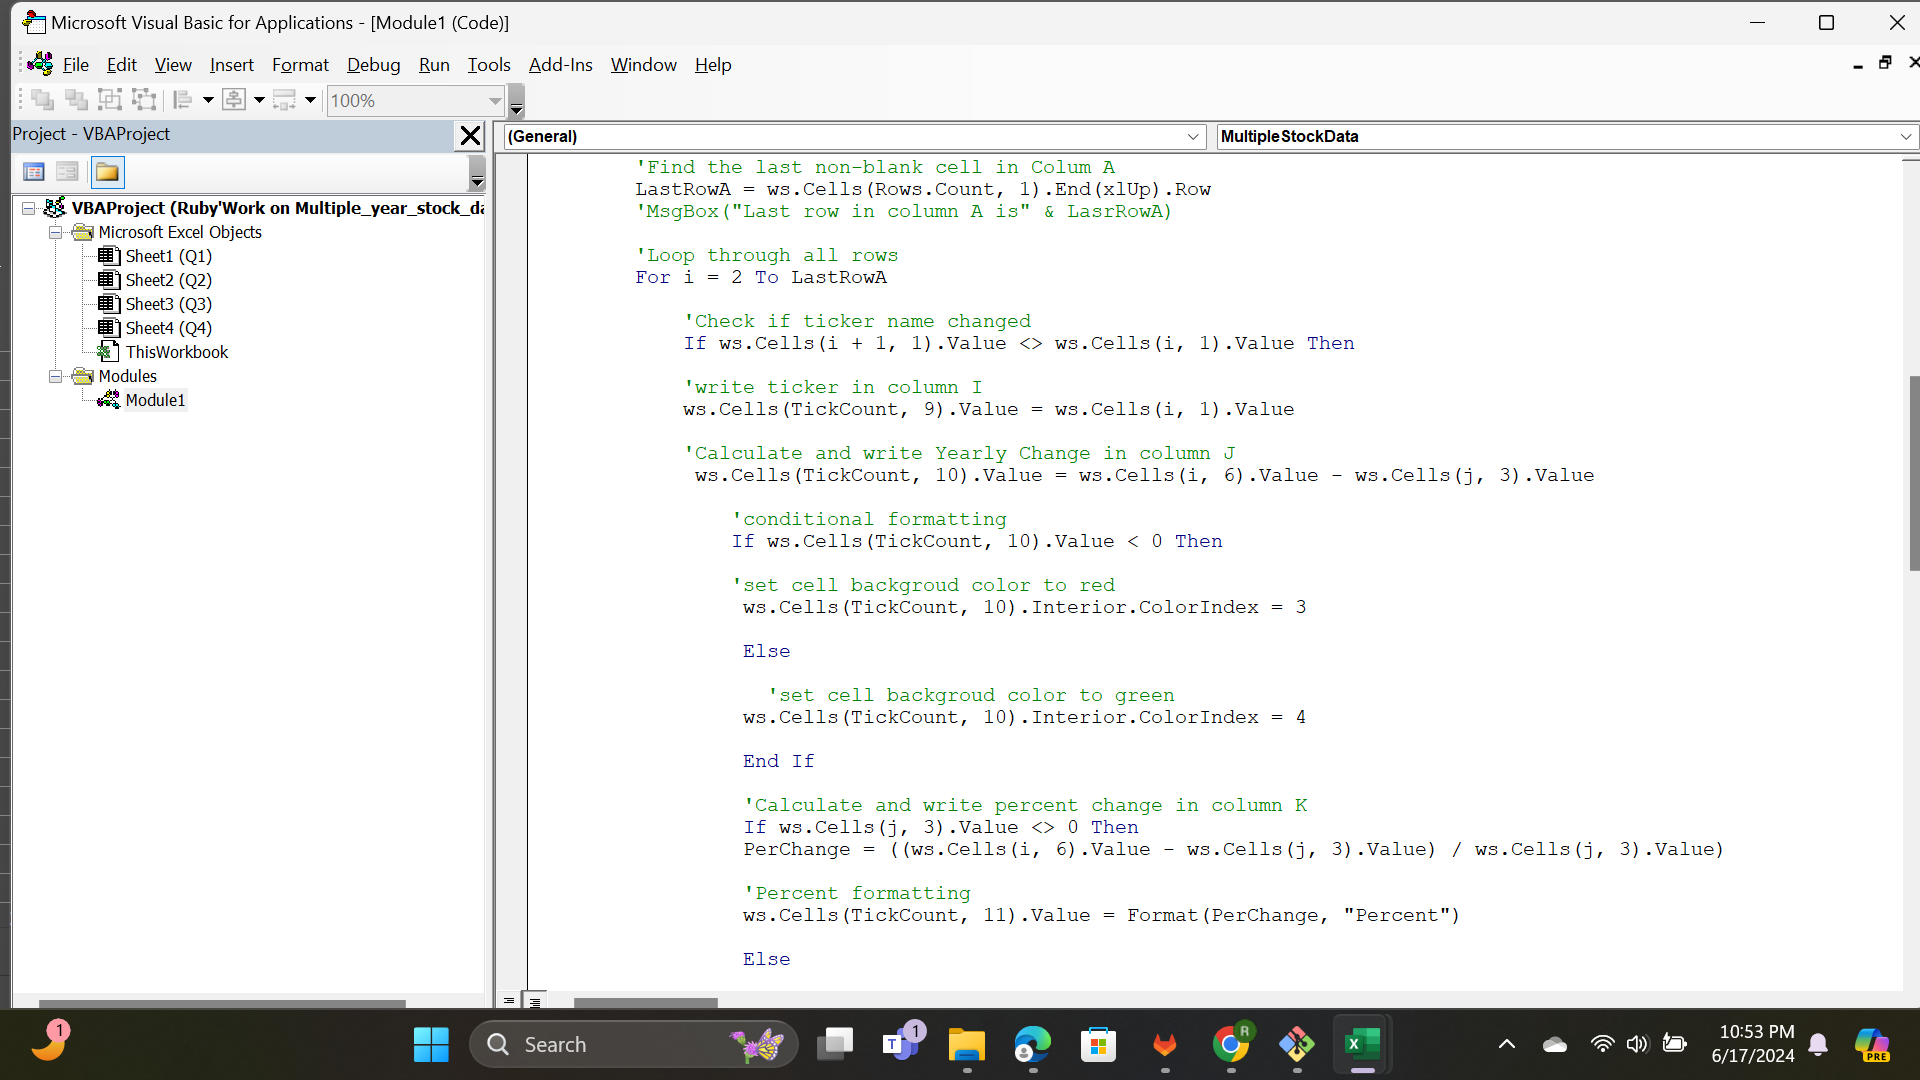 Microsoft Visual Basic for Applications - [Module1 (Code)]
File Edit View Insert Format Debug Run Tools Add-Ins Window Help
100%
Project - VBAProject
(General) MultipleStockData
VBAProject (Ruby'Work on Multiple_year_stock_da
Microsoft Excel Objects
Sheet1 (Q1)
Sheet2 (Q2)
Sheet3 (Q3)
Sheet4 (Q4)
ThisWorkbook
Modules
Module1
'Find the last non-blank cell in Colum A
LastRowA = ws.Cells(Rows.Count, 1).End(xlUp).Row
'MsgBox("Last row in column A is" & LasrRowA)
'Loop through all rows
For i = 2 To LastRowA
'Check if ticker name changed
If ws.Cells(i + 1, 1).Value <> ws.Cells(i, 1).Value Then
'write ticker in column I
ws.Cells(TickCount, 9).Value = ws.Cells(i, 1).Value
'Calculate and write Yearly Change in column J
ws.Cells(TickCount, 10).Value = ws.Cells(i, 6).Value - ws.Cells(j, 3).Value
'conditional formatting
If ws.Cells(TickCount, 10).Value < 0 Then
'set cell backgroud color to red
ws.Cells(TickCount, 10).Interior.ColorIndex = 3
Else
'set cell backgroud color to green
ws.Cells(TickCount, 10).Interior.ColorIndex = 4
End If
'Calculate and write percent change in column K
If ws.Cells(j, 3).Value <> 0 Then
PerChange = ((ws.Cells(i, 6).Value - ws.Cells(j, 3).Value) / ws.Cells(j, 3).Value)
'Percent formatting
ws.Cells(TickCount, 11).Value = Format(PerChange, "Percent")
Else
1
Search
T 1
R
X
10:53 PM
6/17/2024
PRE